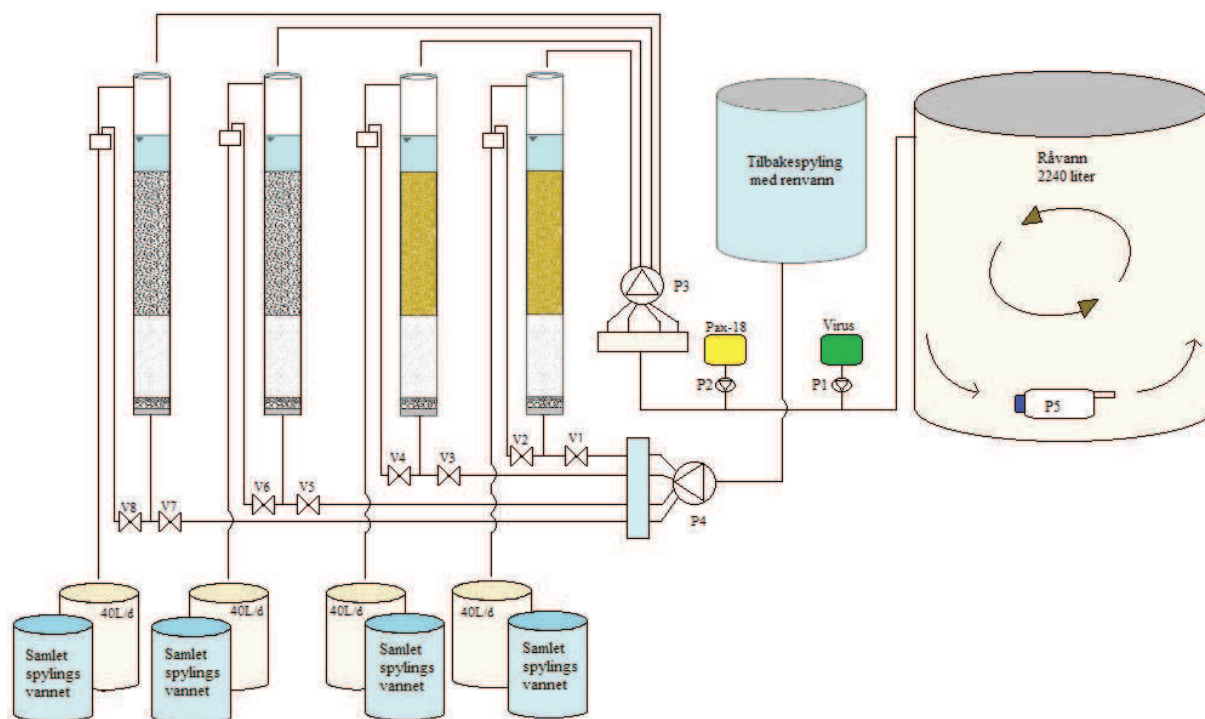 Tilbakespyling
med renvann
Råvann
2240 liter
P3
Pax-18
Virus
P2
P1
P5
V2
V1
V4
V3
V6
V5
V8
V7
P4
40L/d
40L/d
40L/d
40L/d
Samlet
spylings
vannet
Samlet
spylings
vannet
Samlet
spylings
vannet
Samlet
spylings
vannet